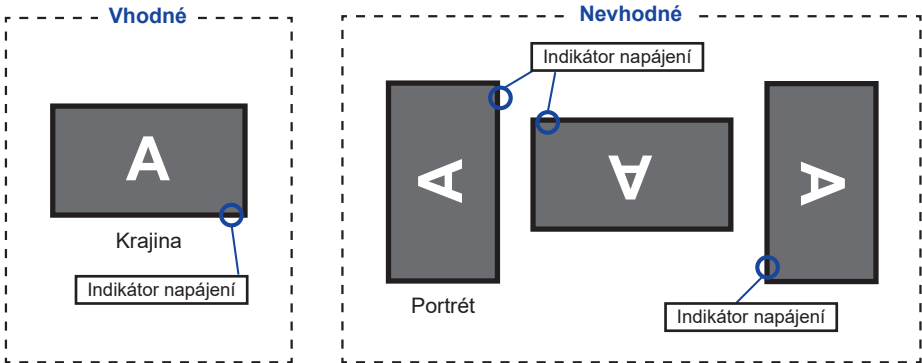 Vhodné
A
Krajina
Indikátor napájení
Nevhodné
Indikátor napájení
A
A
A
Portrét
Indikátor napájení